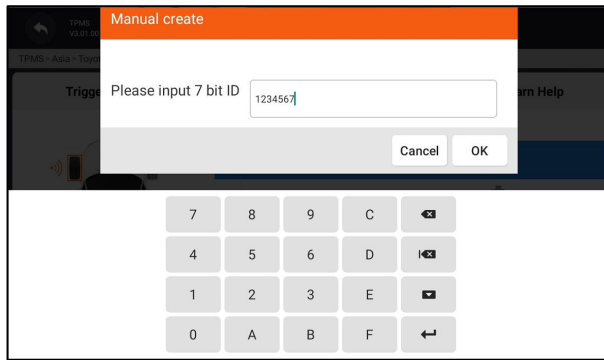 Manual create
TPMS
V3.01.00
TPMS > Asia > Toyo
Trigge
arn Help
Please input 7 bit ID
1234567
Cancel OK
7 8 9 C
4 5 6 D
1 2 3 E
0 A B F